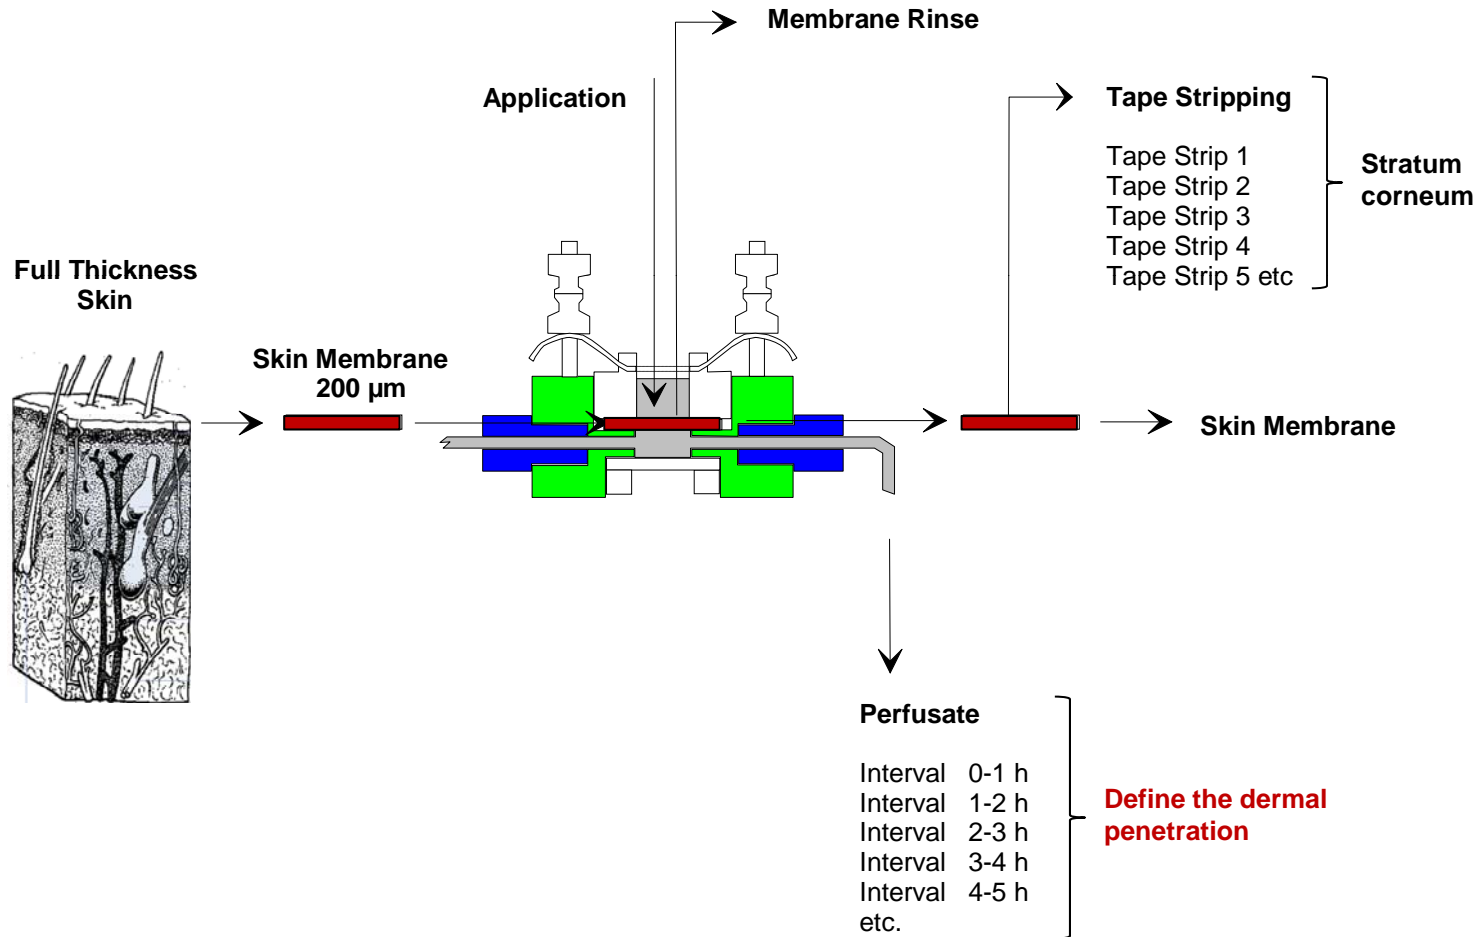 Membrane Rinse
Application
Tape Stripping
Tape Strip 1
Tape Strip 2
Tape Strip 3
Tape Strip 4
Tape Strip 5 etc
Stratum
corneum
Full Thickness
Skin
Skin Membrane
200 µm
Skin Membrane
Perfusate
Interval 0-1 h
Interval 1-2 h
Interval 2-3 h
Interval 3-4 h
Interval 4-5 h
etc.
Define the dermal
penetration